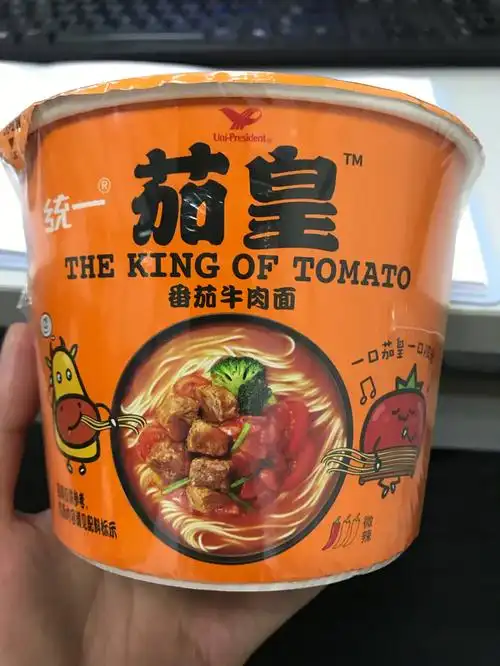 Uni-President
统一®
茄皇™
THE KING OF TOMATO
番茄牛肉面
一口茄皇一口
微辣